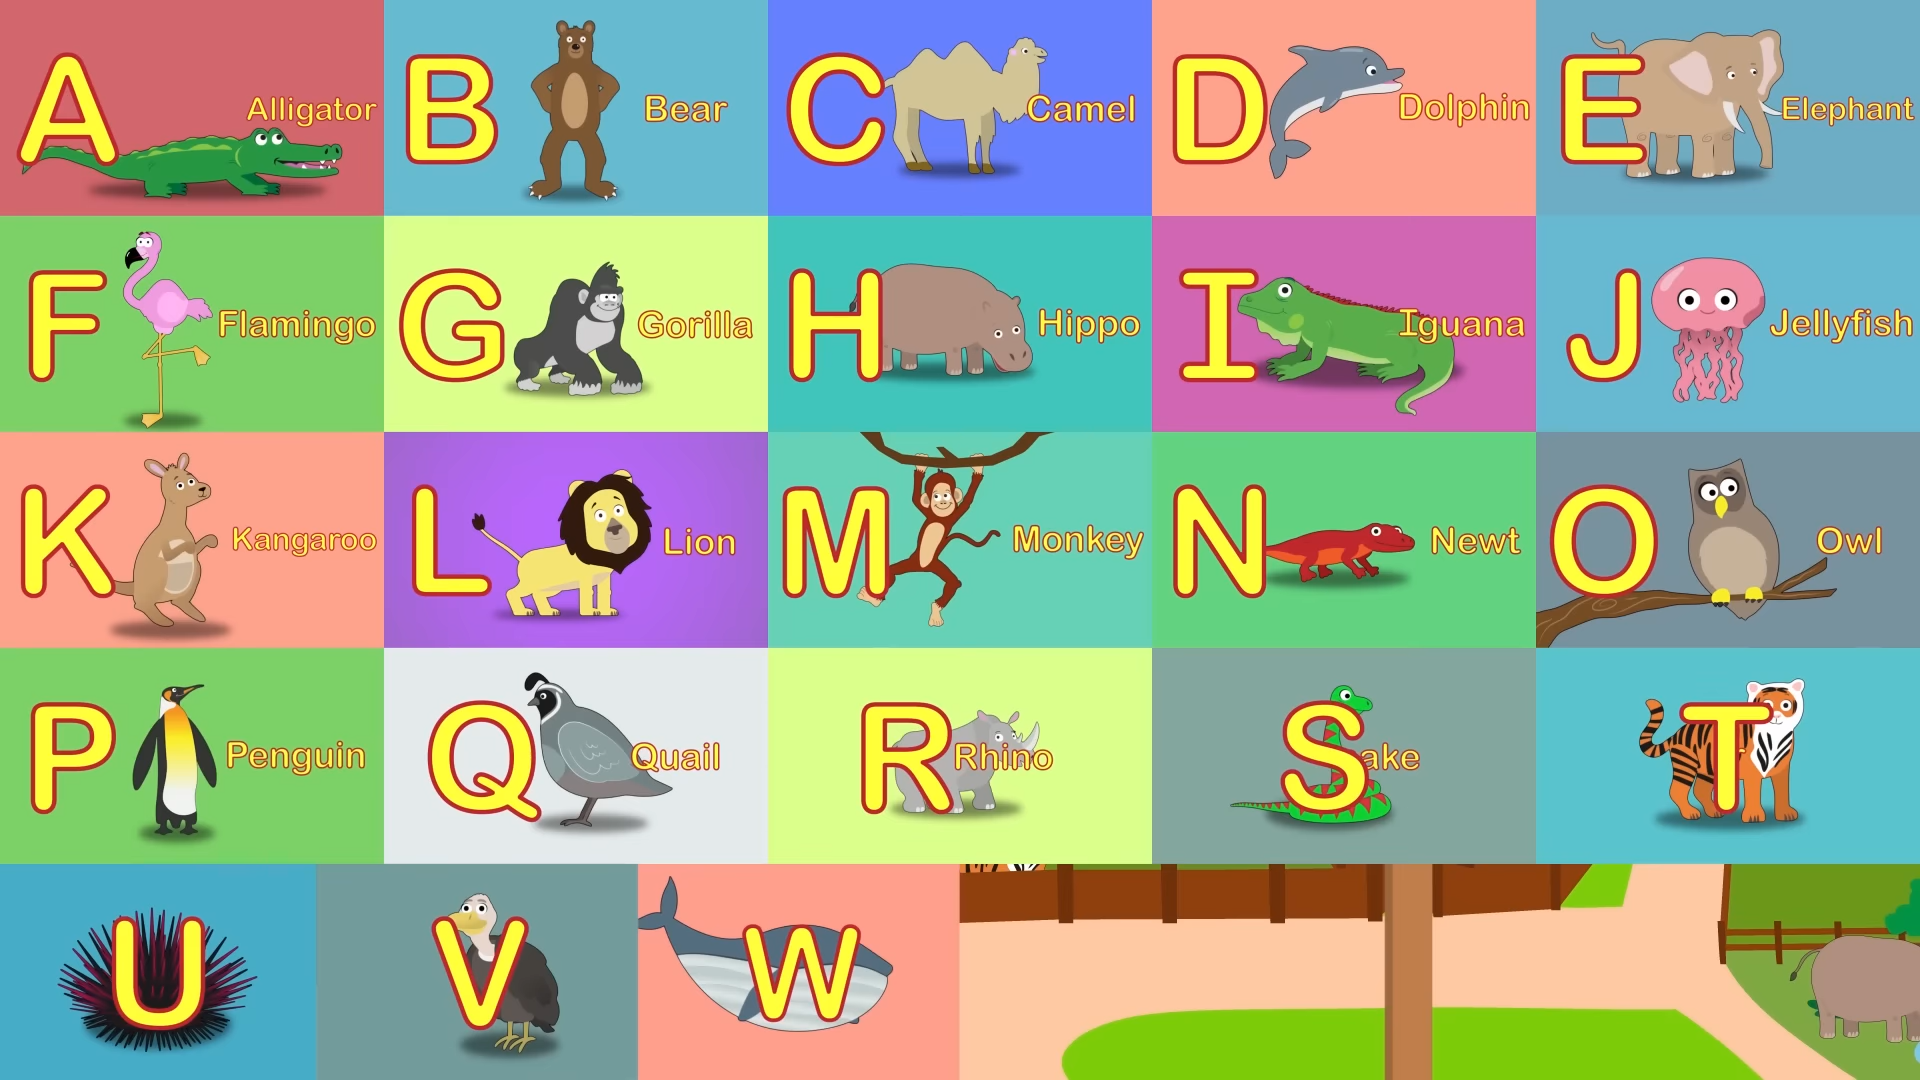 A Alligator
B Bear
C Camel
D Dolphin
E Elephant
F Flamingo
G Gorilla
H Hippo
I Iguana
J Jellyfish
K Kangaroo
L Lion
M Monkey
N Newt
O Owl
P Penguin
Q Quail
R Rhino
S ake
T
U
V
W